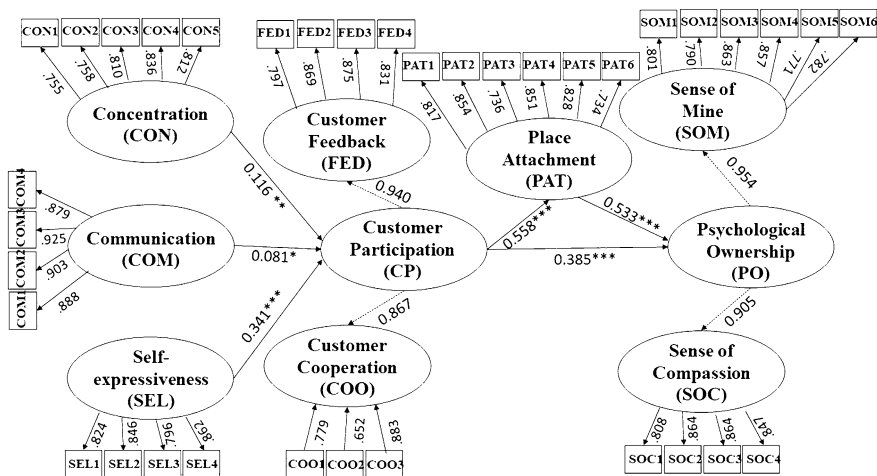 CON1 CON2 CON3 CON4 CON5
.755 .758 .810 .836 .812
Concentration
(CON)
FED1 FED2 FED3 FED4
.797 .869 .875 .831
Customer
Feedback
(FED)
PAT1 PAT2 PAT3 PAT4 PAT5 PAT6
.817 .854 .736 .851 .828 .734
Place
Attachment
(PAT)
SOM1 SOM2 SOM3 SOM4 SOM5 SOM6
.801 .790 .863 .857 .771 .782
Sense of
Mine
(SOM)
0.116 **
0.940
0.954
COM4 COM3 COM2 COM1
.879
.925
.903
.888
Communication
(COM)
0.081*
Customer
Participation
(CP)
0.558***
0.533***
0.385***
Psychological
Ownership
(PO)
0.341***
0.867
0.905
Self-
expressiveness
(SEL)
.824 .846 .796 .862
SEL1 SEL2 SEL3 SEL4
Customer
Cooperation
(COO)
.779 .652 .883
COO1 COO2 COO3
Sense of
Compassion
(SOC)
.808 .864 .864 .847
SOC1 SOC2 SOC3 SOC4